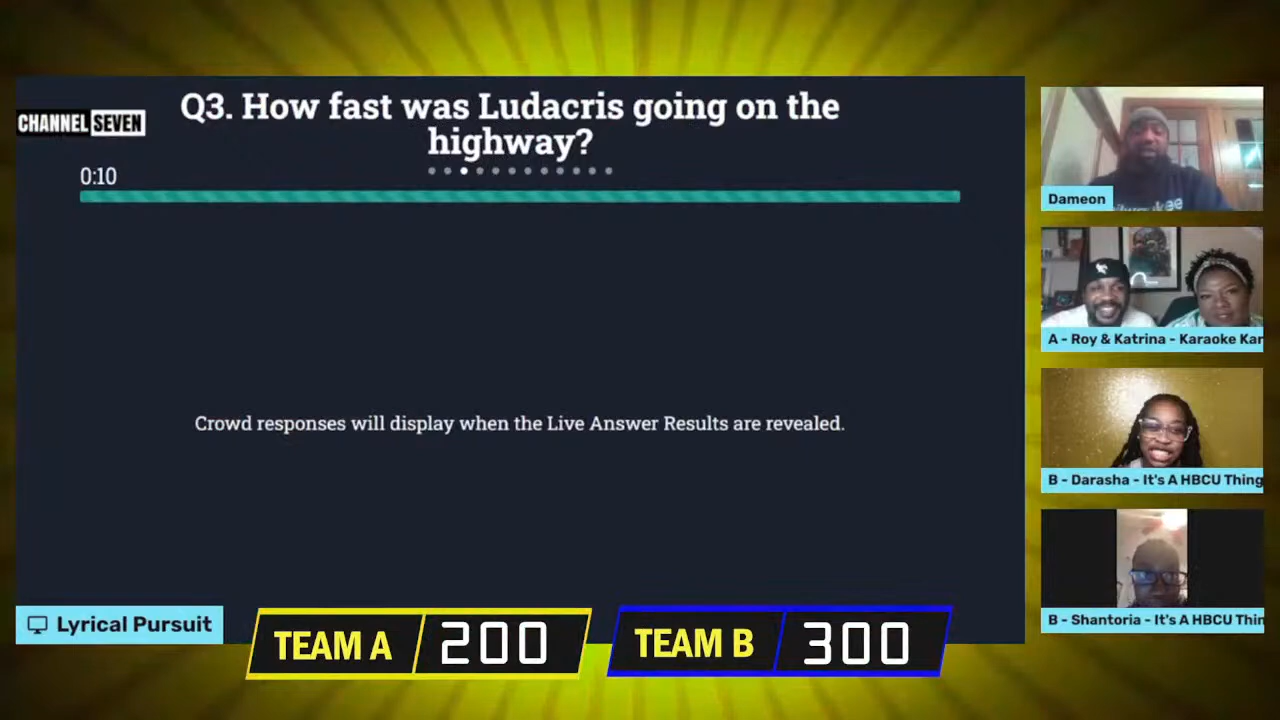 CHANNEL SEVEN
Q3. How fast was Ludacris going on the
highway?
0:10
Crowd responses will display when the Live Answer Results are revealed.
Dameon
A - Roy & Katrina - Karaoke Kar
B - Darasha - It's A HBCU Thing
B - Shantoria - It's A HBCU Thin
Lyrical Pursuit
TEAM A 200
TEAM B 300